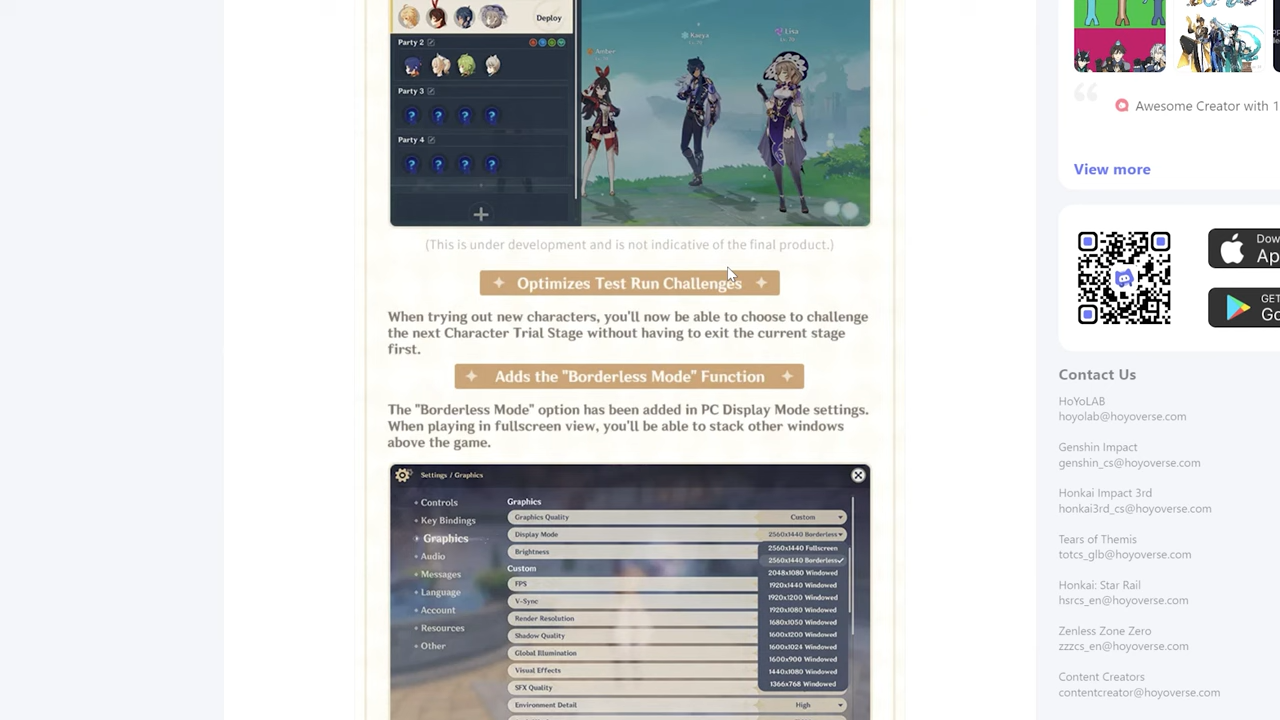 Deploy
Party 2
Party 3
Party 4
Amber
Kaeya
Lisa
(This is under development and is not indicative of the final product.)
Optimizes Test Run Challenges
When trying out new characters, you'll now be able to choose to challenge
the next Character Trial Stage without having to exit the current stage
first.
Adds the "Borderless Mode" Function
The "Borderless Mode" option has been added in PC Display Mode settings.
When playing in fullscreen view, you'll be able to stack other windows
above the game.
Settings / Graphics
Controls
Key Bindings
Graphics
Audio
Messages
Language
Account
Resources
Other
Graphics
Graphics Quality Custom
Display Mode 2560x1440 Borderless
Brightness
Custom
FPS
V-Sync
Render Resolution
Shadow Quality
Global Illumination
Visual Effects
SFX Quality
Environment Detail High
2560x1440 Fullscreen
2560x1440 Borderless
2048x1080 Windowed
1920x1440 Windowed
1920x1200 Windowed
1920x1080 Windowed
1680x1050 Windowed
1600x1200 Windowed
1600x1024 Windowed
1600x900 Windowed
1440x1080 Windowed
1366x768 Windowed
Awesome Creator with 1
View more
Dow
Ap
GET
Go
Contact Us
HoYoLAB
hoyolab@hoyoverse.com
Genshin Impact
genshin_cs@hoyoverse.com
Honkai Impact 3rd
honkai3rd_cs@hoyoverse.com
Tears of Themis
totcs_glb@hoyoverse.com
Honkai: Star Rail
hsrcs_en@hoyoverse.com
Zenless Zone Zero
zzzcs_en@hoyoverse.com
Content Creators
contentcreator@hoyoverse.com